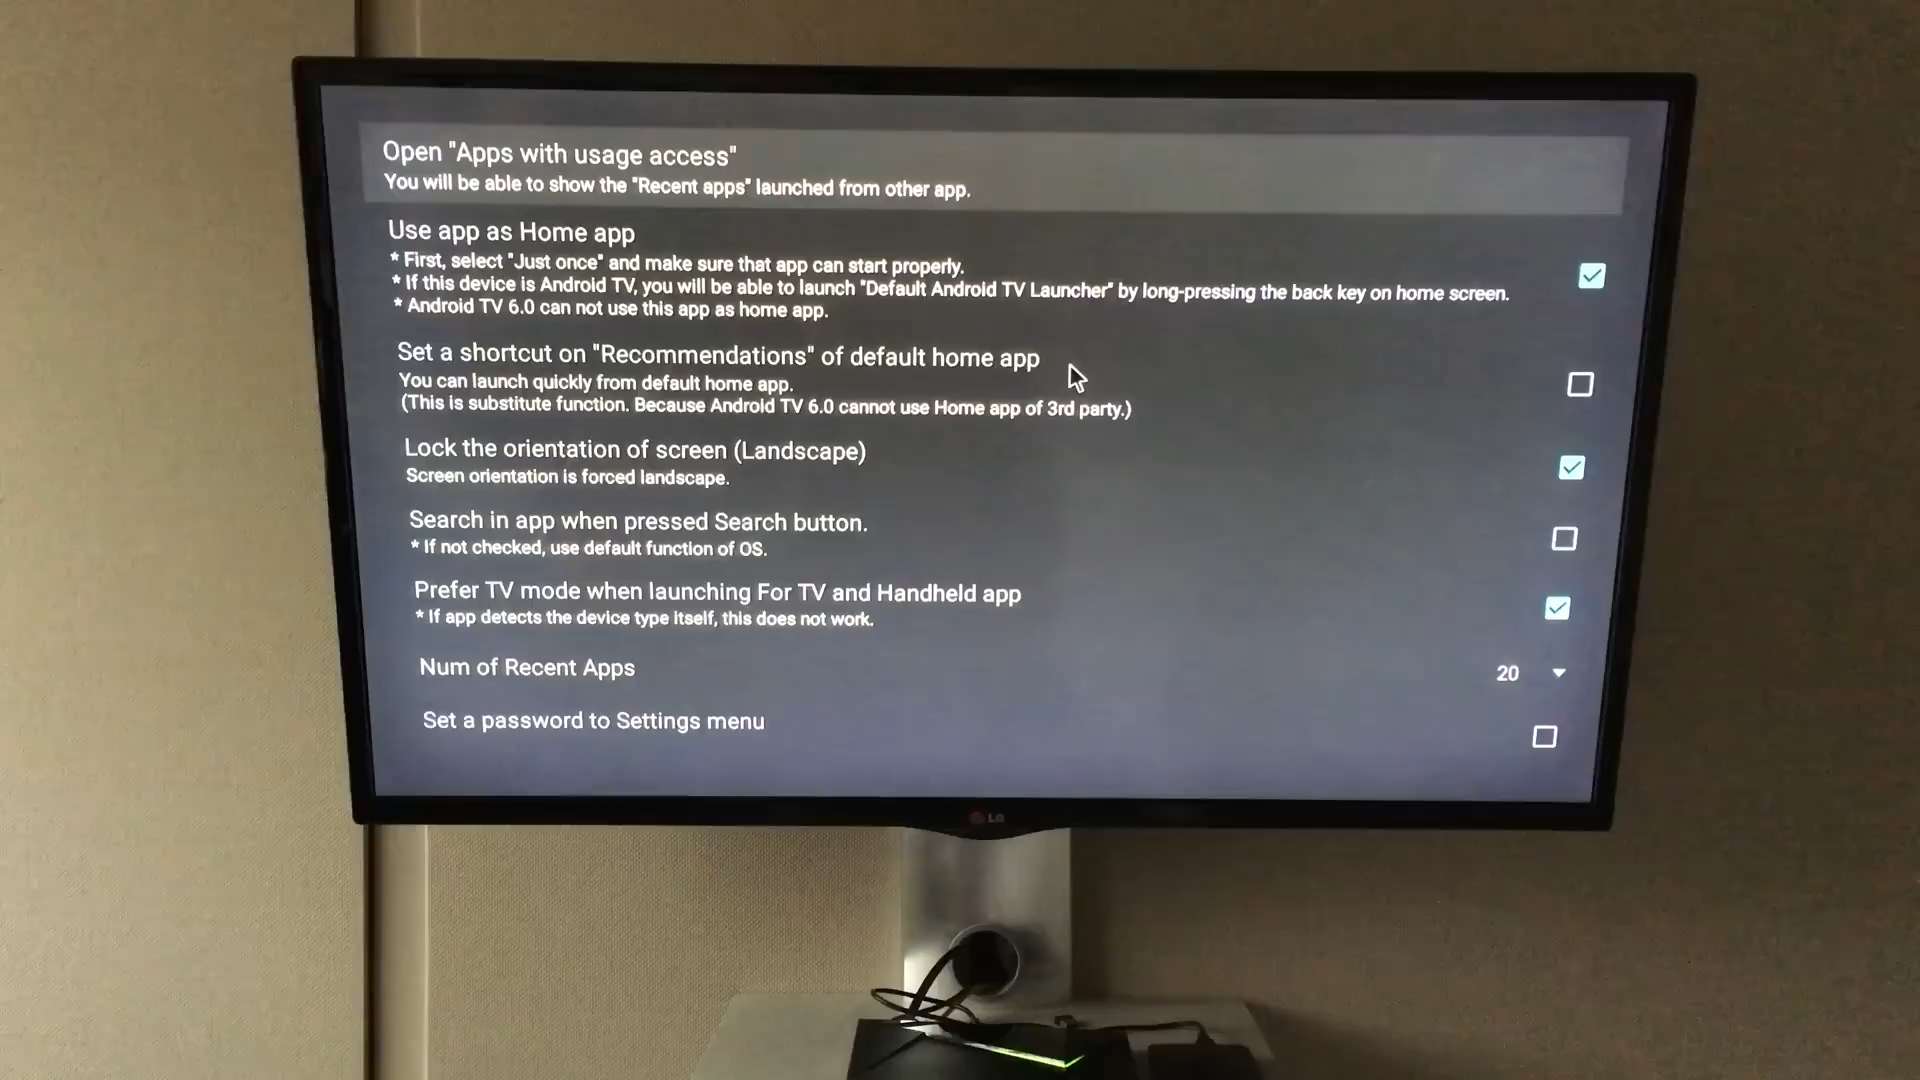 Open "Apps with usage access"
You will be able to show the "Recent apps" launched from other app.
Use app as Home app
* First, select "Just once" and make sure that app can start properly.
* If this device is Android TV, you will be able to launch "Default Android TV Launcher" by long-pressing the back key on home screen.
* Android TV 6.0 can not use this app as home app.
Set a shortcut on "Recommendations" of default home app
You can launch quickly from default home app.
(This is substitute function. Because Android TV 6.0 cannot use Home app of 3rd party.)
Lock the orientation of screen (Landscape)
Screen orientation is forced landscape.
Search in app when pressed Search button.
* If not checked, use default function of OS.
Prefer TV mode when launching For TV and Handheld app
* If app detects the device type itself, this does not work.
Num of Recent Apps
20
Set a password to Settings menu
LG